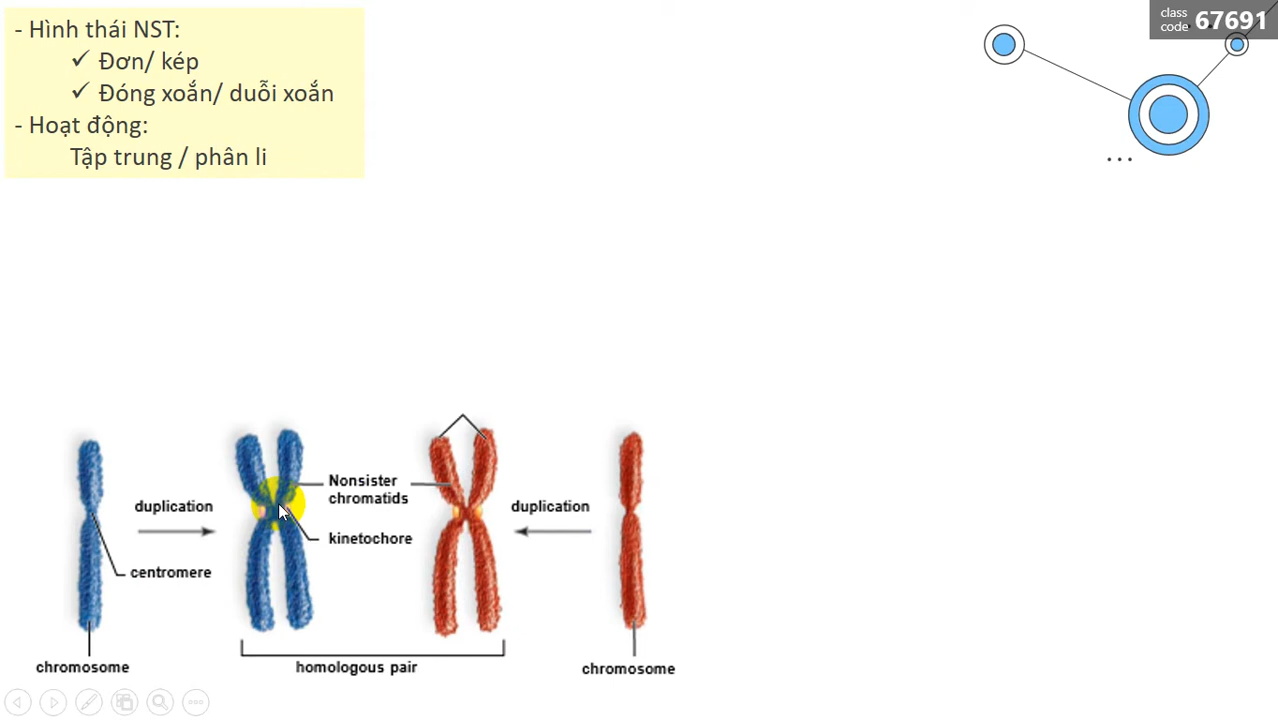 - Hình thái NST:
✓ Đơn/ kép
✓ Đóng xoắn/ duỗi xoắn
- Hoạt động:
Tập trung / phân li
class
code 67691
...
Nonsister
chromatids
duplication
duplication
kinetochore
centromere
chromosome
homologous pair
chromosome